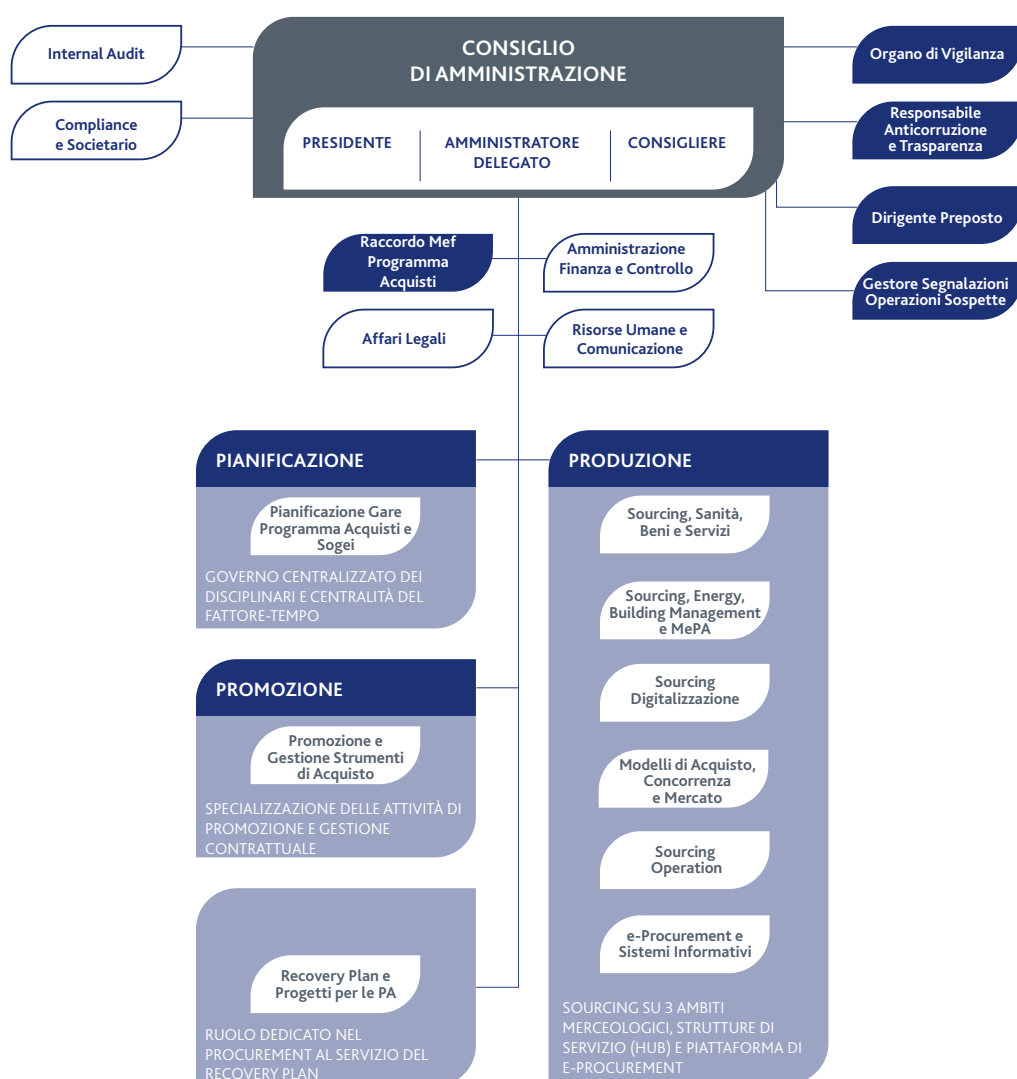 CONSIGLIO
DI AMMINISTRAZIONE
PRESIDENTE
AMMINISTRATORE
DELEGATO
CONSIGLIERE
Internal Audit
Compliance
e Societario
Organo di Vigilanza
Responsabile
Anticorruzione
e Trasparenza
Dirigente Preposto
Gestore Segnalazioni
Operazioni Sospette
Raccordo Mef
Programma
Acquisti
Amministrazione
Finanza e Controllo
Affari Legali
Risorse Umane e
Comunicazione
PIANIFICAZIONE
Pianificazione Gare
Programma Acquisti e
Sogei
GOVERNO CENTRALIZZATO DEI
DISCIPLINARI E CENTRALITÀ DEL
FATTORE-TEMPO
PROMOZIONE
Promozione e
Gestione Strumenti
di Acquisto
SPECIALIZZAZIONE DELLE ATTIVITÀ DI
PROMOZIONE E GESTIONE
CONTRATTUALE
Recovery Plan e
Progetti per le PA
RUOLO DEDICATO NEL
PROCUREMENT AL SERVIZIO DEL
RECOVERY PLAN
PRODUZIONE
Sourcing, Sanità,
Beni e Servizi
Sourcing, Energy,
Building Management
e MePA
Sourcing
Digitalizzazione
Modelli di Acquisto,
Concorrenza
e Mercato
Sourcing
Operation
e-Procurement e
Sistemi Informativi
SOURCING SU 3 AMBITI
MERCEOLOGICI, STRUTTURE DI
SERVIZIO (HUB) E PIATTAFORMA DI
E-PROCUREMENT